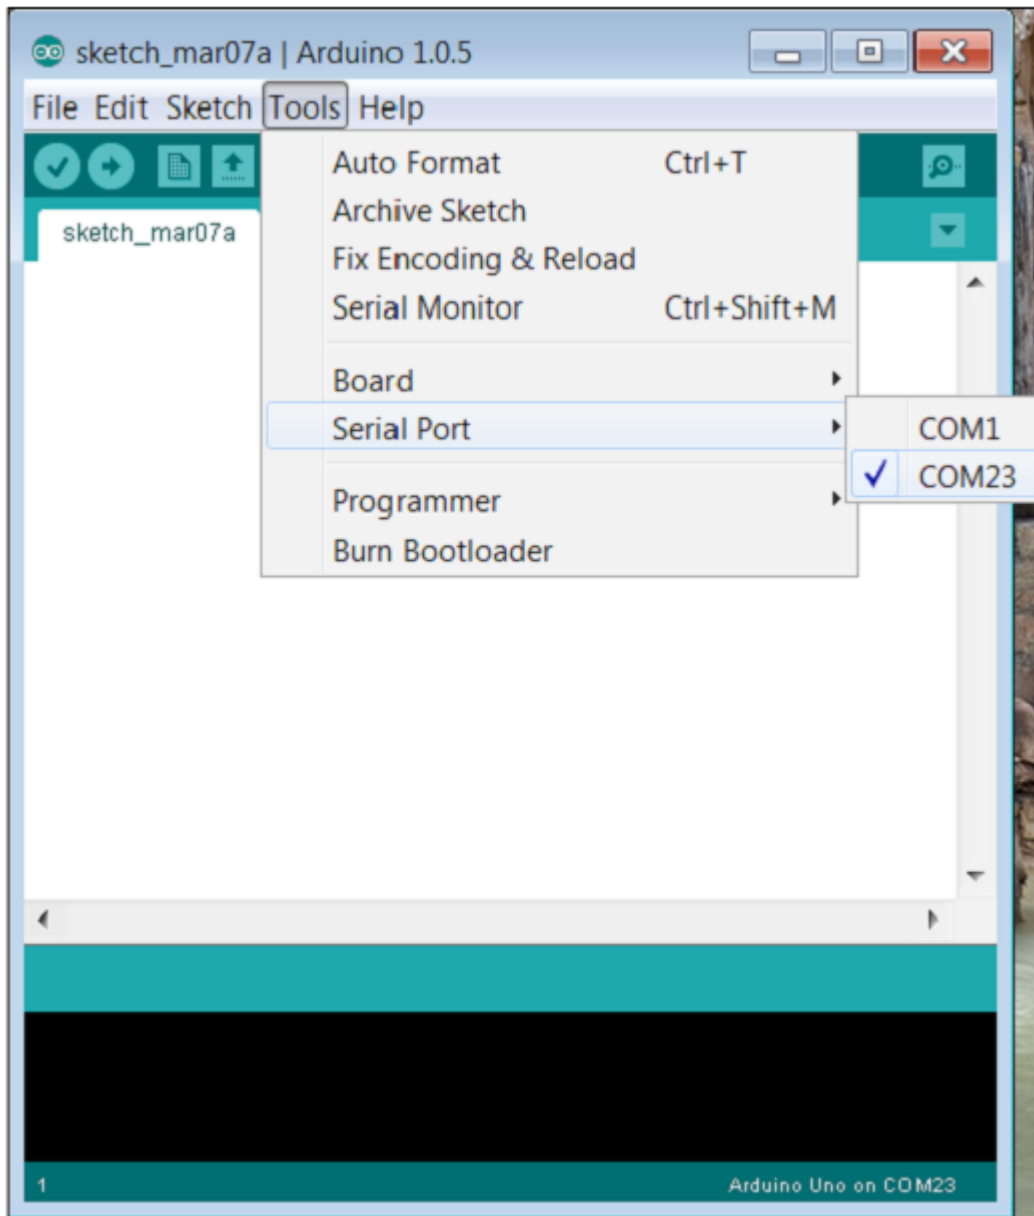 sketch_mar07a | Arduino 1.0.5
File Edit Sketch Tools Help
Auto Format Ctrl+T
sketch_mar07a
Archive Sketch
Fix Encoding & Reload
Serial Monitor Ctrl+Shift+M
Board
Serial Port
COM1
COM23
Programmer
Burn Bootloader
1 Arduino Uno on COM23